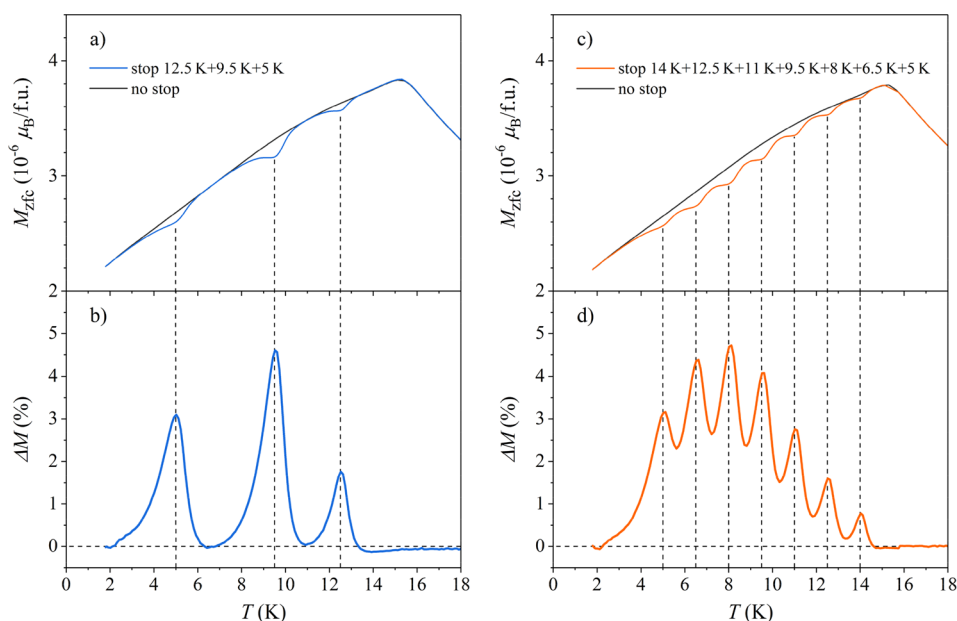 a)
stop 12.5 K+9.5 K+5 K
no stop
4
3
2
M_zfc (10^-6 μ_B/f.u.)
b)
5
4
3
2
1
0
ΔM (%)
0 2 4 6 8 10 12 14 16 18
T (K)
c)
stop 14 K+12.5 K+11 K+9.5 K+8 K+6.5 K+5 K
no stop
4
3
2
M_zfc (10^-6 μ_B/f.u.)
d)
5
4
3
2
1
0
ΔM (%)
0 2 4 6 8 10 12 14 16 18
T (K)